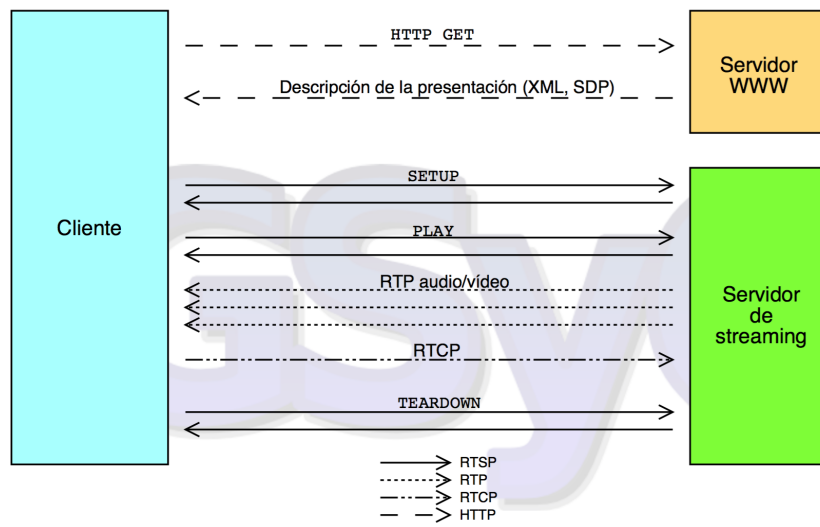 HTTP GET
Servidor
WWW
Descripción de la presentación (XML, SDP)
SETUP
Cliente
PLAY
RTP audio/vídeo
Servidor
de
streaming
RTCP
TEARDOWN
RTSP
RTP
RTCP
HTTP
GSyC